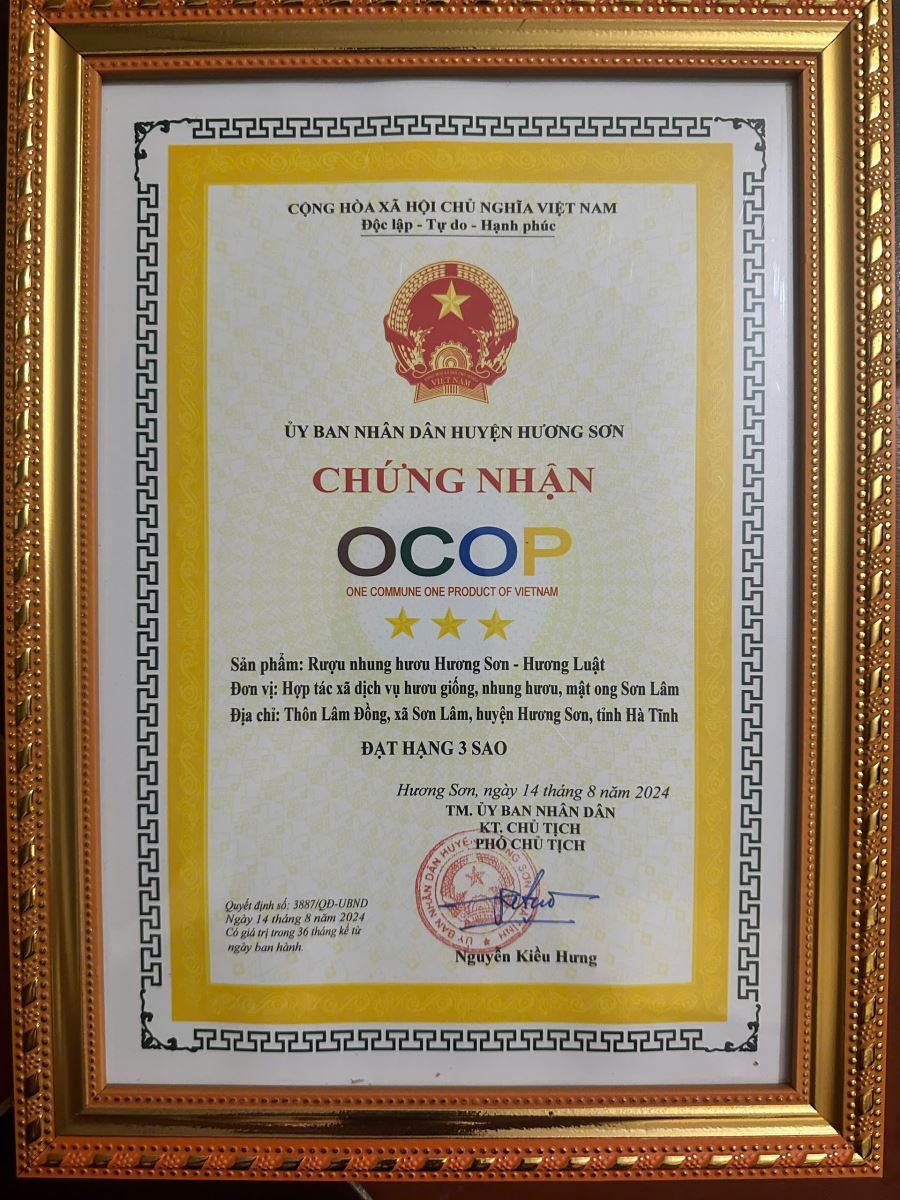 CỘNG HÒA XÃ HỘI CHỦ NGHĨA VIỆT NAM
Độc lập - Tự do - Hạnh phúc
VIỆT NAM
ỦY BAN NHÂN DÂN HUYỆN HƯƠNG SƠN
CHỨNG NHẬN
OCOP
ONE COMMUNE ONE PRODUCT OF VIETNAM
Sản phẩm: Rượu nhung hươu Hương Sơn - Hương Luật
Đơn vị: Hợp tác xã dịch vụ hươu giống, nhung hươu, mật ong Sơn Lâm
Địa chỉ: Thôn Lâm Đồng, xã Sơn Lâm, huyện Hương Sơn, tỉnh Hà Tĩnh
ĐẠT HẠNG 3 SAO
Hương Sơn, ngày 14 tháng 8 năm 2024
TM. ỦY BAN NHÂN DÂN
KT. CHỦ TỊCH
PHÓ CHỦ TỊCH
Quyết định số: 3887/QĐ-UBND
Ngày 14 tháng 8 năm 2024
Có giá trị trong 36 tháng kể từ
ngày ban hành.
Nguyễn Kiều Hưng